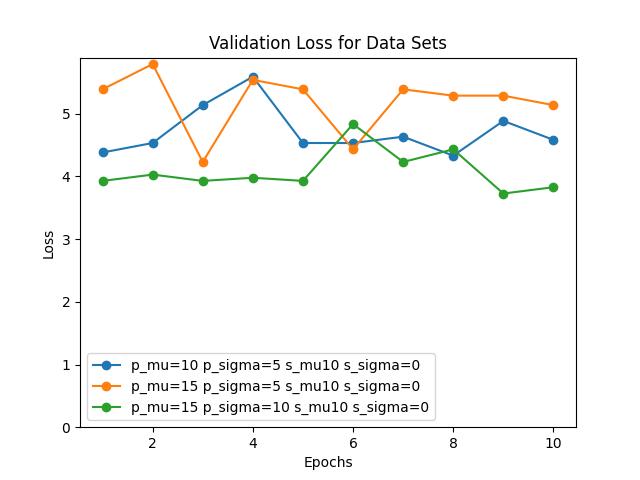 Validation Loss for Data Sets
5
4
3
2
1
0
Loss
p_mu=10 p_sigma=5 s_mu10 s_sigma=0
p_mu=15 p_sigma=5 s_mu10 s_sigma=0
p_mu=15 p_sigma=10 s_mu10 s_sigma=0
2 4 6 8 10
Epochs